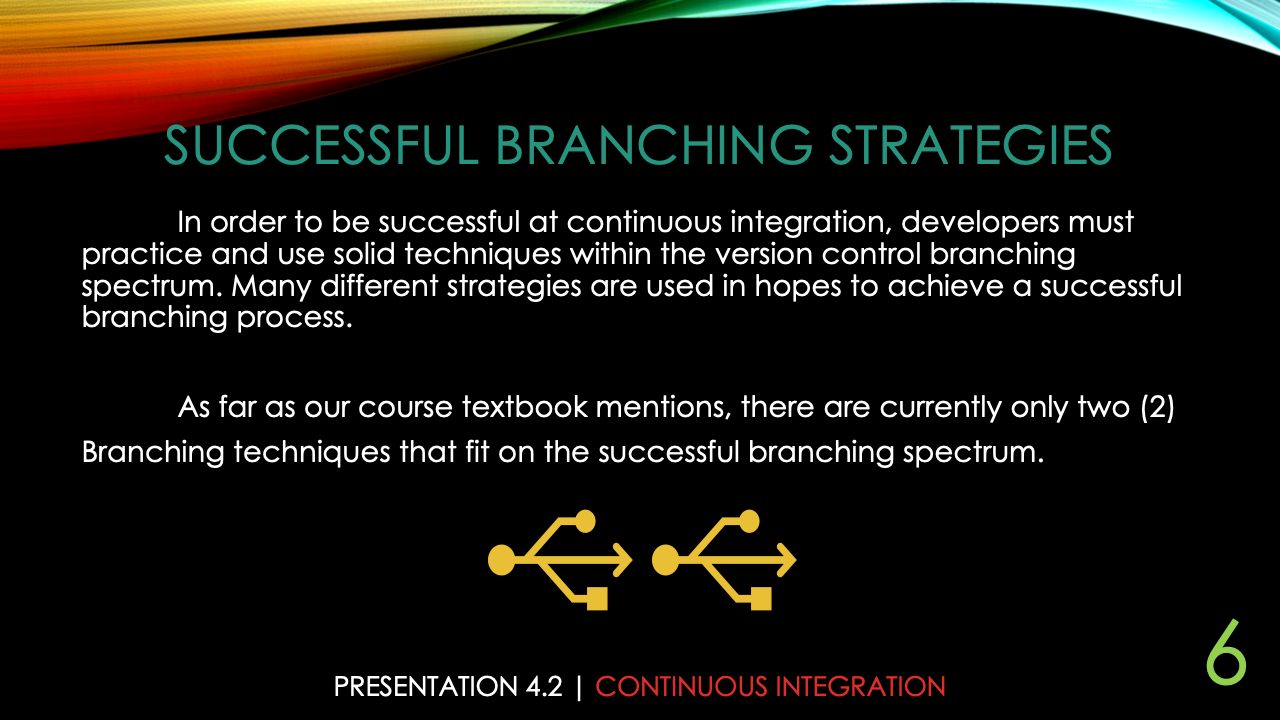 SUCCESSFUL BRANCHING STRATEGIES
In order to be successful at continuous integration, developers must
practice and use solid techniques within the version control branching
spectrum. Many different strategies are used in hopes to achieve a successful
branching process.
As far as our course textbook mentions, there are currently only two (2)
Branching techniques that fit on the successful branching spectrum.
6
PRESENTATION 4.2 | CONTINUOUS INTEGRATION